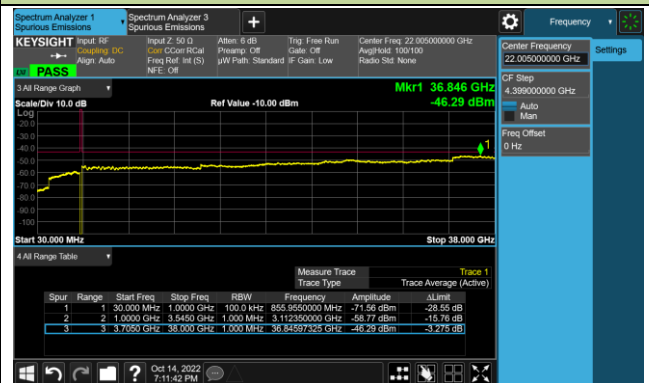 Spectrum Analyzer 1
Spurious Emissions
Spectrum Analyzer 3
Spurious Emissions
Frequency
KEYSIGHT
Input: RF
Coupling: DC
Align: Auto
Input Z: 50 Ω
Corr CCorr RCal
Freq Ref: Int (S)
NFE: Off
Atten: 6 dB
Preamp: Off
µW Path: Standard
Trig: Free Run
Gate: Off
IF Gain: Low
Center Freq: 22.005000000 GHz
Avg|Hold: 100/100
Radio Std: None
PASS
Center Frequency
22.005000000 GHz
Settings
CF Step
4.399000000 GHz
Auto
Man
Freq Offset
0 Hz
3 All Range Graph
Mkr1 36.846 GHz
Scale/Div 10.0 dB
Ref Value -10.00 dBm
-46.29 dBm
Log
-20.0
-30.0
-40.0
-50.0
-60.0
-70.0
-80.0
-90.0
-100
1
Start 30.000 MHz
Stop 38.000 GHz
4 All Range Table
Measure Trace Trace 1
Trace Type Trace Average (Active)
Spur Range Start Freq Stop Freq RBW Frequency Amplitude ΔLimit
1 1 30.000 MHz 1.0000 GHz 100.0 kHz 855.9550000 MHz -71.56 dBm -28.55 dB
2 2 1.0000 GHz 3.5450 GHz 1.000 MHz 3.112350000 GHz -58.77 dBm -15.76 dB
3 3 3.7050 GHz 38.000 GHz 1.000 MHz 36.84597325 GHz -46.29 dBm -3.275 dB
Oct 14, 2022
7:11:42 PM